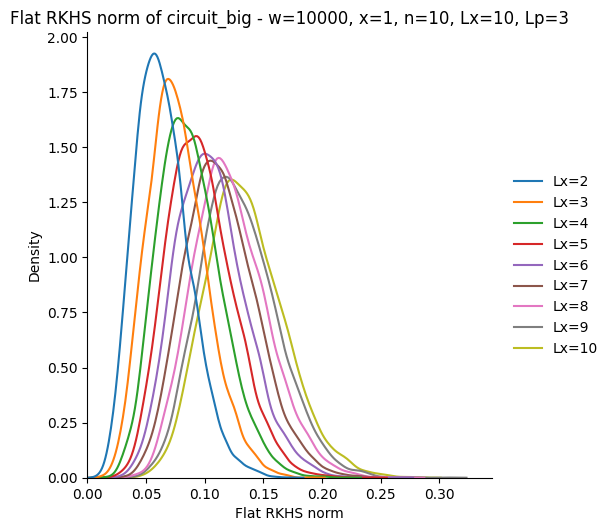 Flat RKHS norm of circuit_big - w=10000, x=1, n=10, Lx=10, Lp=3
2.00
1.75
1.50
1.25
1.00
0.75
0.50
0.25
0.00
Density
0.00 0.05 0.10 0.15 0.20 0.25 0.30
Flat RKHS norm
Lx=2
Lx=3
Lx=4
Lx=5
Lx=6
Lx=7
Lx=8
Lx=9
Lx=10